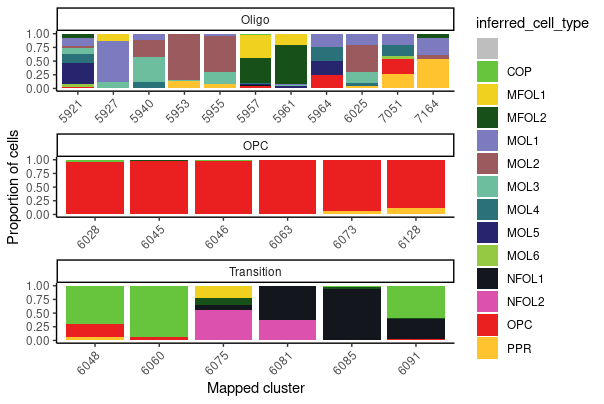 Oligo
1.00
0.75
0.50
0.25
0.00
5921 5927 5940 5953 5955 5957 5961 5964 6025 7051 7164
OPC
1.00
0.75
0.50
0.25
0.00
6028 6045 6046 6063 6073 6128
Transition
1.00
0.75
0.50
0.25
0.00
6048 6060 6075 6081 6085 6091
Mapped cluster
Proportion of cells
inferred_cell_type
COP
MFOL1
MFOL2
MOL1
MOL2
MOL3
MOL4
MOL5
MOL6
NFOL1
NFOL2
OPC
PPR